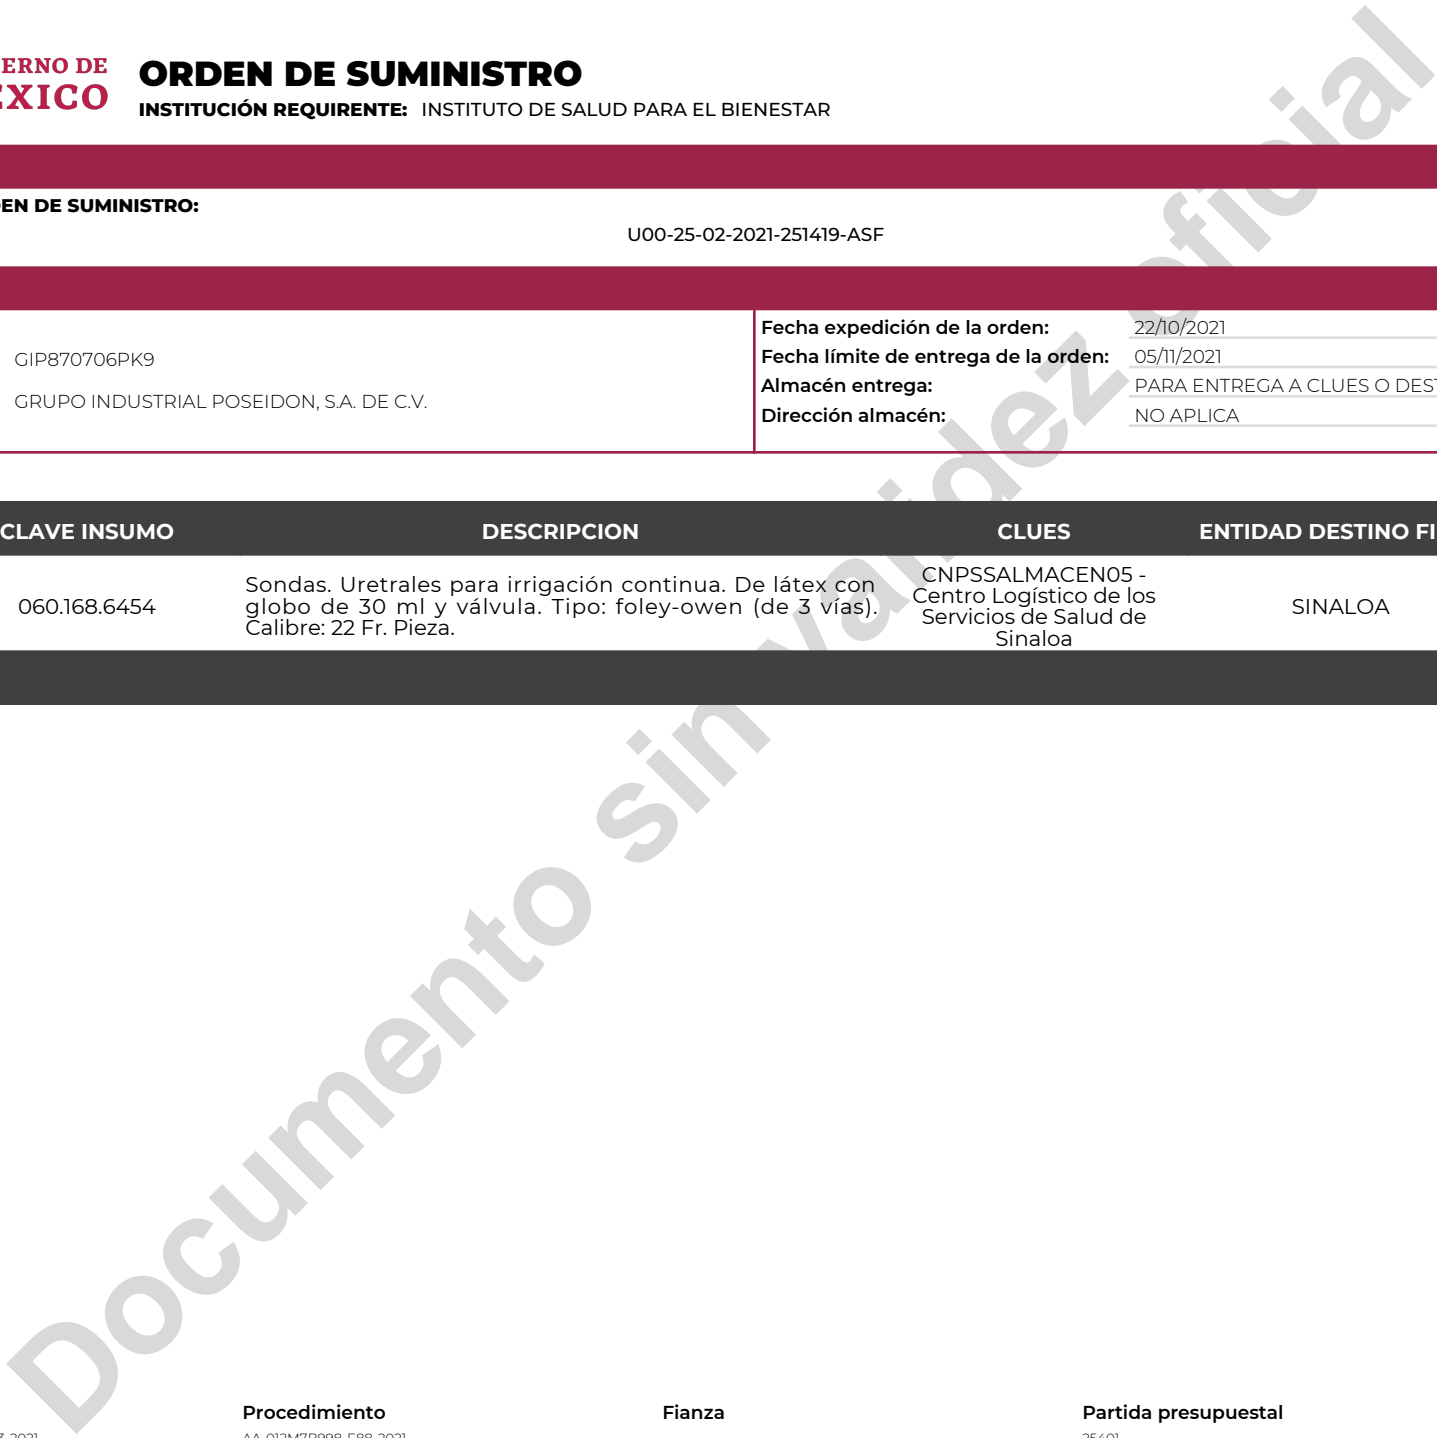 ERNO DE
XICO
ORDEN DE SUMINISTRO
INSTITUCIÓN REQUIRENTE: INSTITUTO DE SALUD PARA EL BIENESTAR
EN DE SUMINISTRO:
U00-25-02-2021-251419-ASF
GIP870706PK9
GRUPO INDUSTRIAL POSEIDON, S.A. DE C.V.
Fecha expedición de la orden: 22/10/2021
Fecha límite de entrega de la orden: 05/11/2021
Almacén entrega: PARA ENTREGA A CLUES O DEST
Dirección almacén: NO APLICA
CLAVE INSUMO DESCRIPCION CLUES ENTIDAD DESTINO FI
060.168.6454
Sondas. Uretrales para irrigación continua. De látex con
globo de 30 ml y válvula. Tipo: foley-owen (de 3 vías).
Calibre: 22 Fr. Pieza.
CNPSSALMACEN05 -
Centro Logístico de los
Servicios de Salud de
Sinaloa
SINALOA
Documento sin validez oficial
Procedimiento Fianza Partida presupuestal